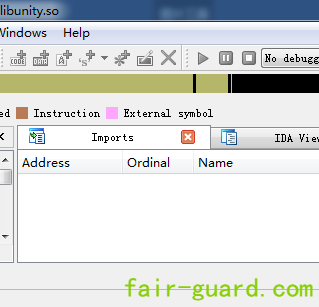 libunity.so
Windows Help
No debugg
ed Instruction External symbol
Imports IDA View
Address Ordinal Name
fair-guard.com